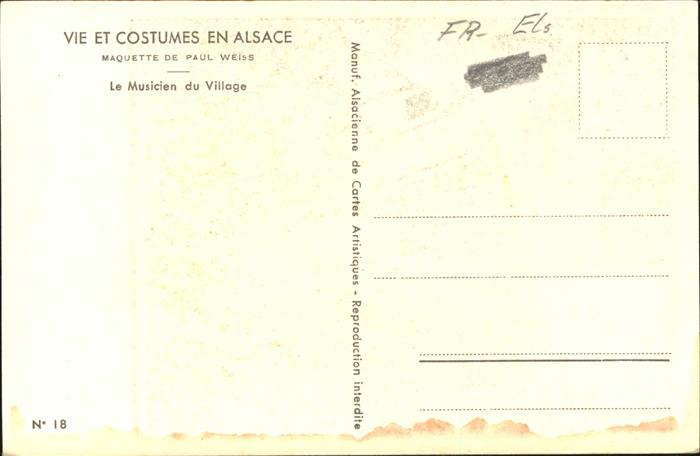 VIE ET COSTUMES EN ALSACE
MAQUETTE DE PAUL WEISS
Le Musicien du Village
FR- Els
Manuf. Alsacienne de Cartes Artistiques - Reproduction interdite
N° 18